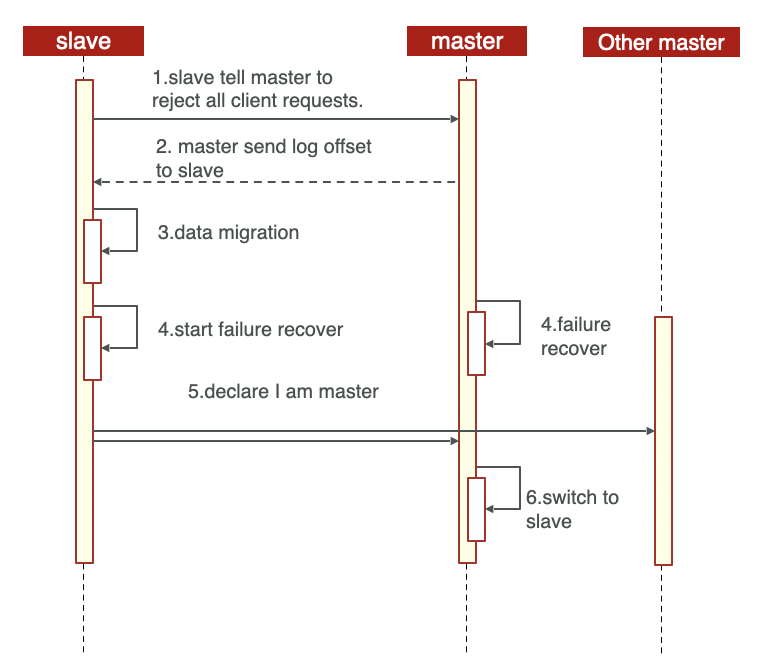 slave
master
Other master
1.slave tell master to
reject all client requests.
2. master send log offset
to slave
3.data migration
4.start failure recover
4.failure
recover
5.declare I am master
6.switch to
slave